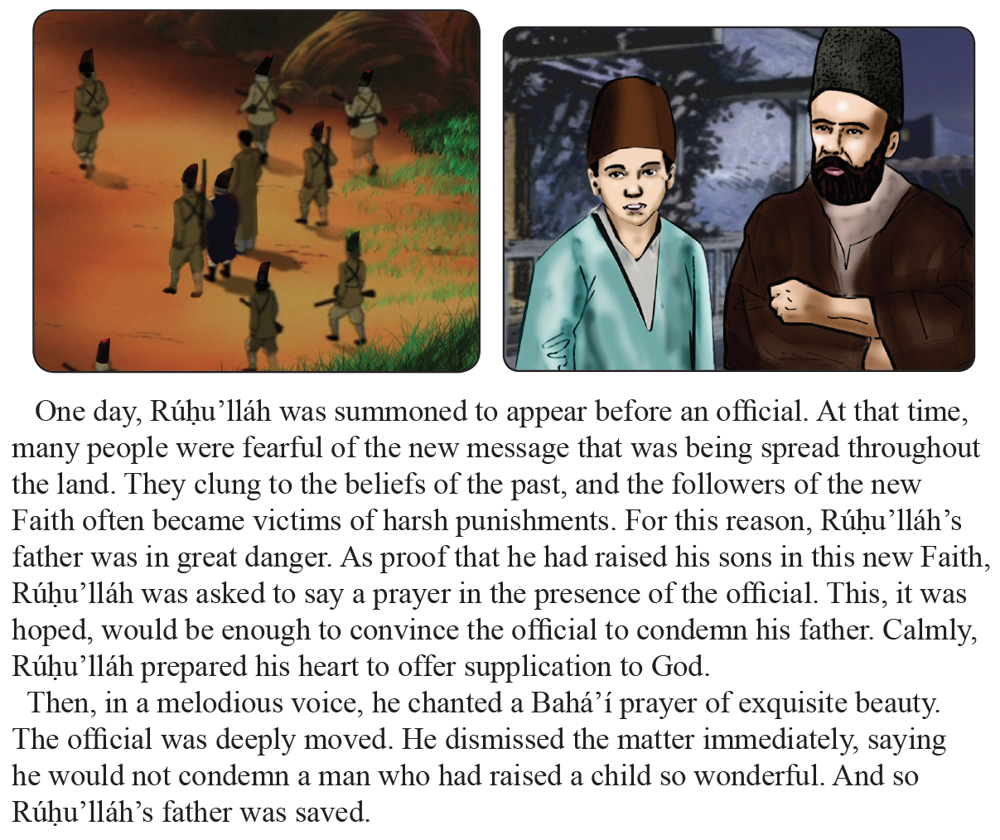 One day, Rúḥu’lláh was summoned to appear before an official. At that time,
many people were fearful of the new message that was being spread throughout
the land. They clung to the beliefs of the past, and the followers of the new
Faith often became victims of harsh punishments. For this reason, Rúḥu’lláh’s
father was in great danger. As proof that he had raised his sons in this new Faith,
Rúḥu’lláh was asked to say a prayer in the presence of the official. This, it was
hoped, would be enough to convince the official to condemn his father. Calmly,
Rúḥu’lláh prepared his heart to offer supplication to God.
Then, in a melodious voice, he chanted a Bahá’í prayer of exquisite beauty.
The official was deeply moved. He dismissed the matter immediately, saying
he would not condemn a man who had raised a child so wonderful. And so
Rúḥu’lláh’s father was saved.